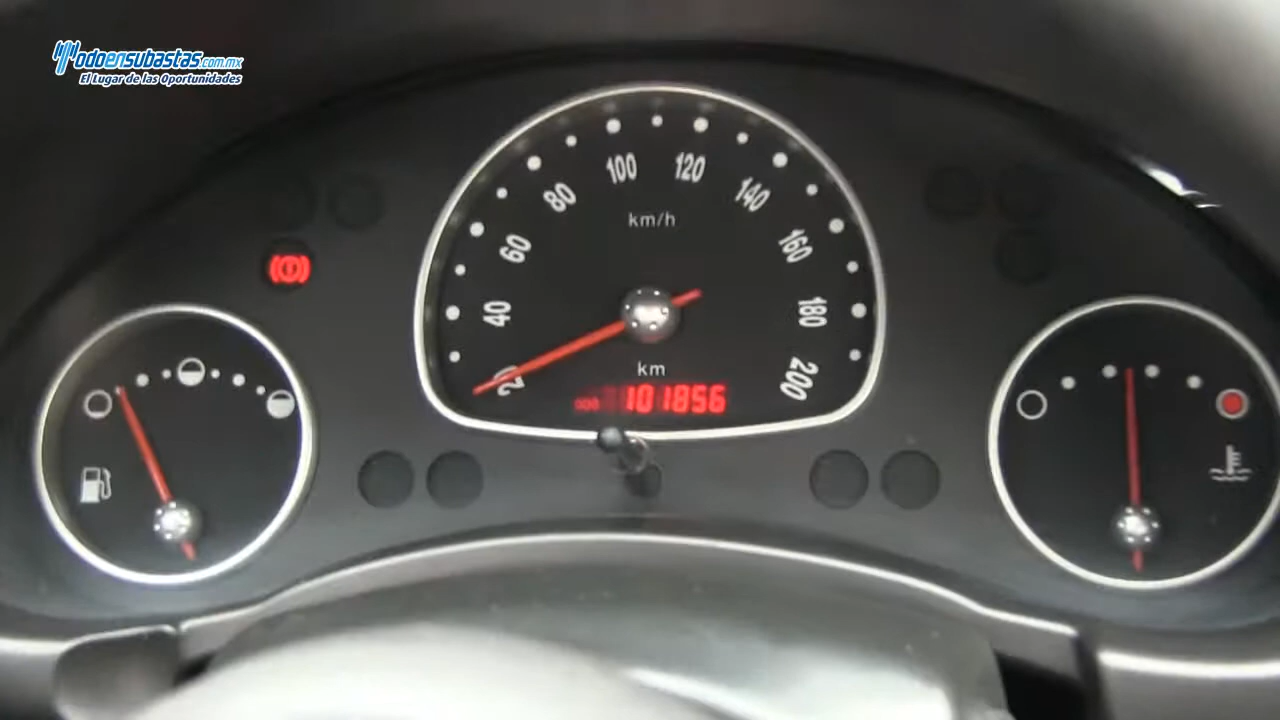 todoensubastas.com.mx
El Lugar de las Oportunidades
100 120
80 140
km/h
60 160
40 180
km
20 200
101856